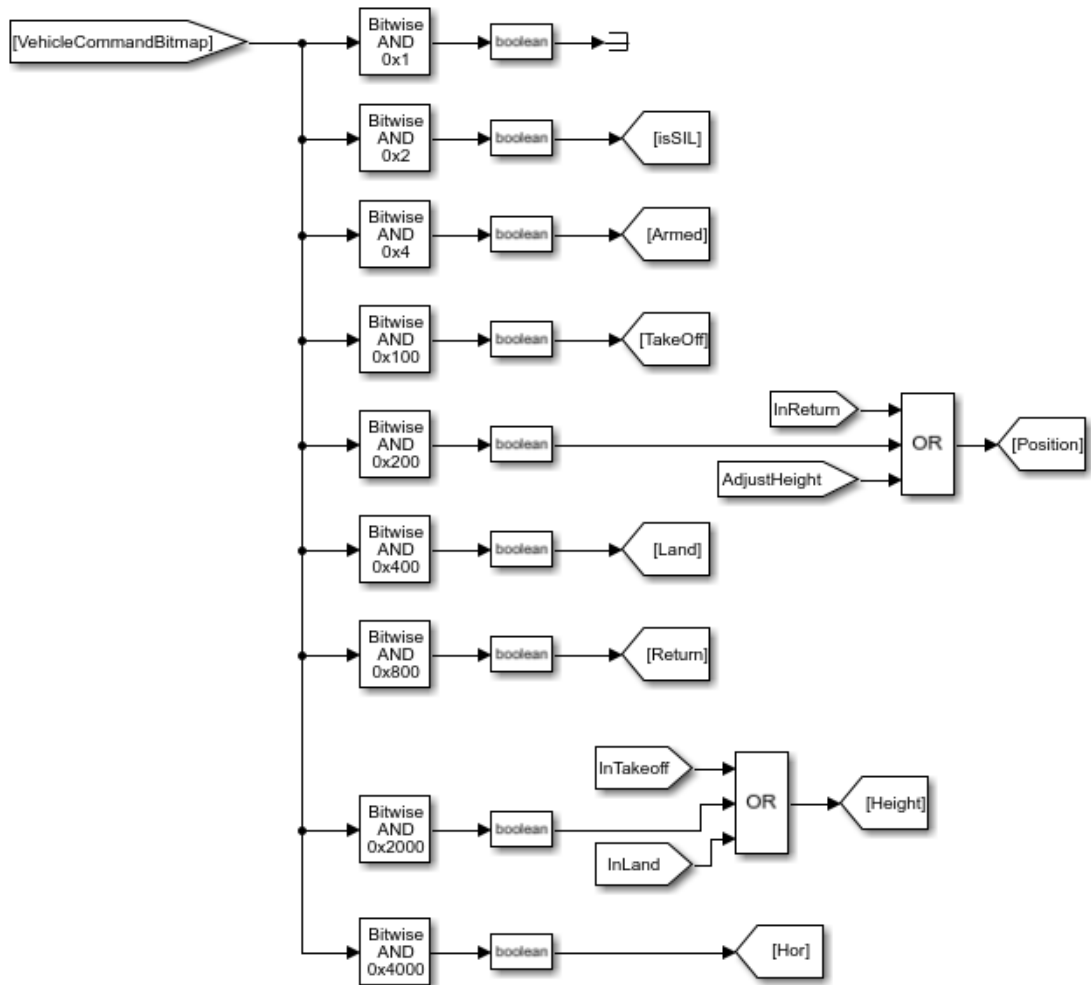 [VehicleCommandBitmap]
Bitwise
AND
0x1
boolean
Bitwise
AND
0x2
boolean
[isSIL]
Bitwise
AND
0x4
boolean
[Armed]
Bitwise
AND
0x100
boolean
[TakeOff]
Bitwise
AND
0x200
boolean
InReturn
AdjustHeight
OR
[Position]
Bitwise
AND
0x400
boolean
[Land]
Bitwise
AND
0x800
boolean
[Return]
Bitwise
AND
0x2000
boolean
InTakeoff
InLand
OR
[Height]
Bitwise
AND
0x4000
boolean
[Hor]